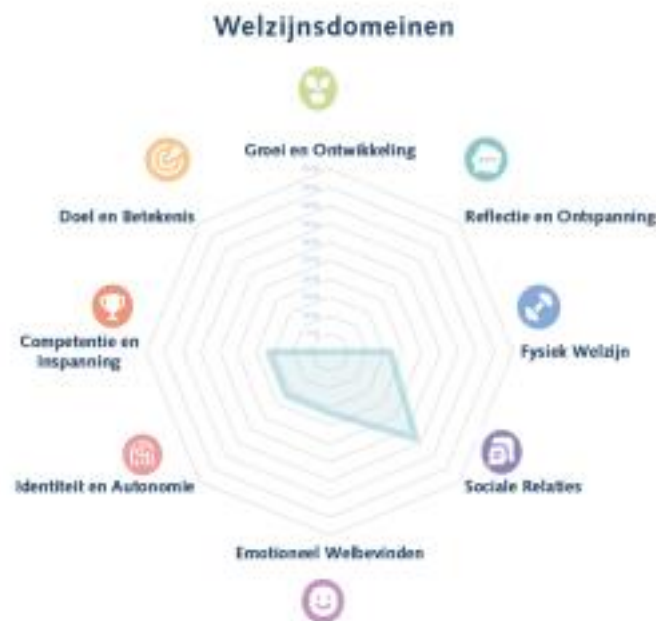 Welzijnsdomeinen
Groei en Ontwikkeling
Doel en Betekenis
Reflectie en Ontspanning
Competentie en
Inspanning
Fysiek Welzijn
Identiteit en Autonomie
Sociale Relaties
Emotioneel Welbevinden